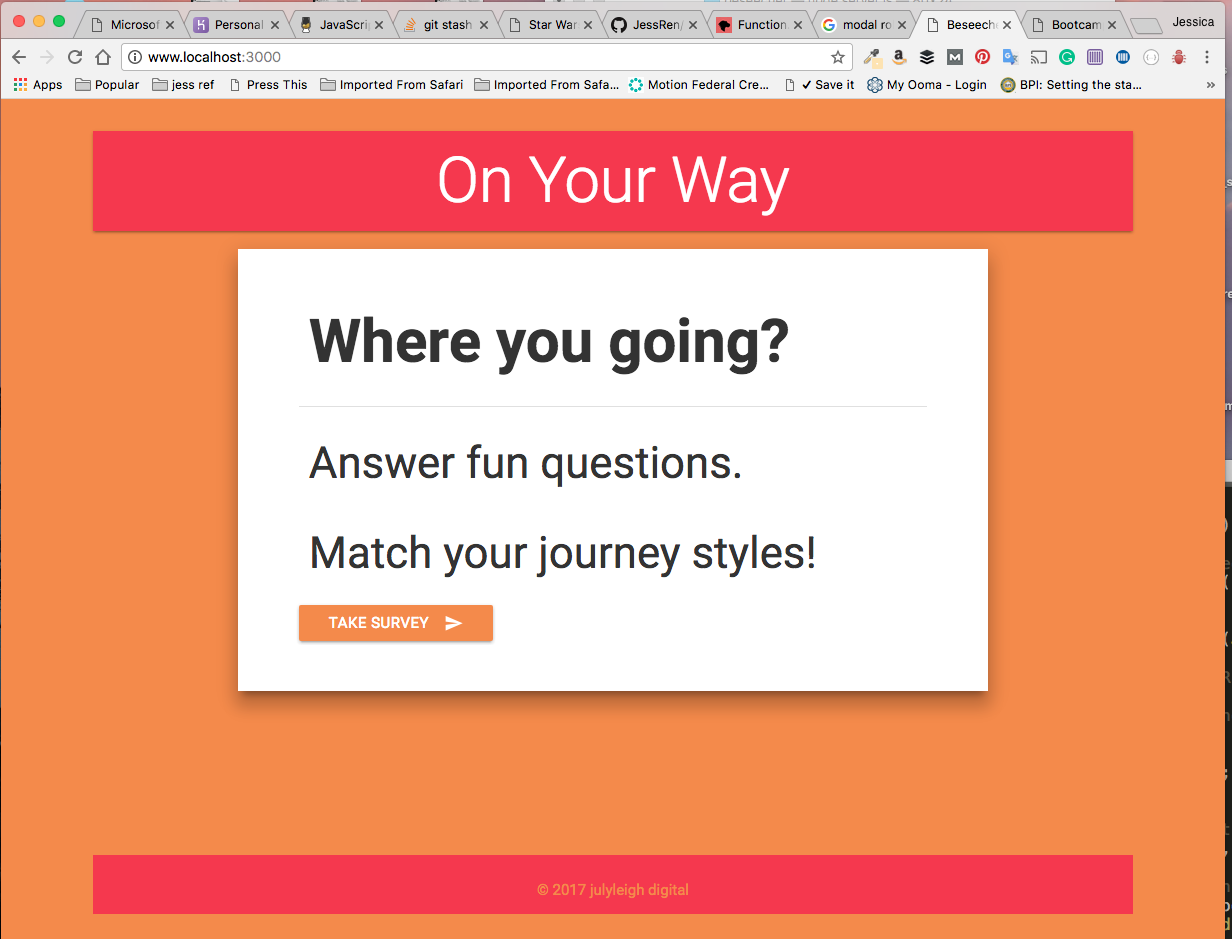 Microsof
Personal
JavaScrip
git stash
Star War
JessRen/
Function
modal ro
Beseeche
Bootcam
Jessica
www.localhost:3000
Apps
Popular
jess ref
Press This
Imported From Safari
Imported From Safa...
Motion Federal Cre...
✓ Save it
My Ooma - Login
BPI: Setting the sta...
»
On Your Way
Where you going?
Answer fun questions.
Match your journey styles!
TAKE SURVEY
© 2017 julyleigh digital